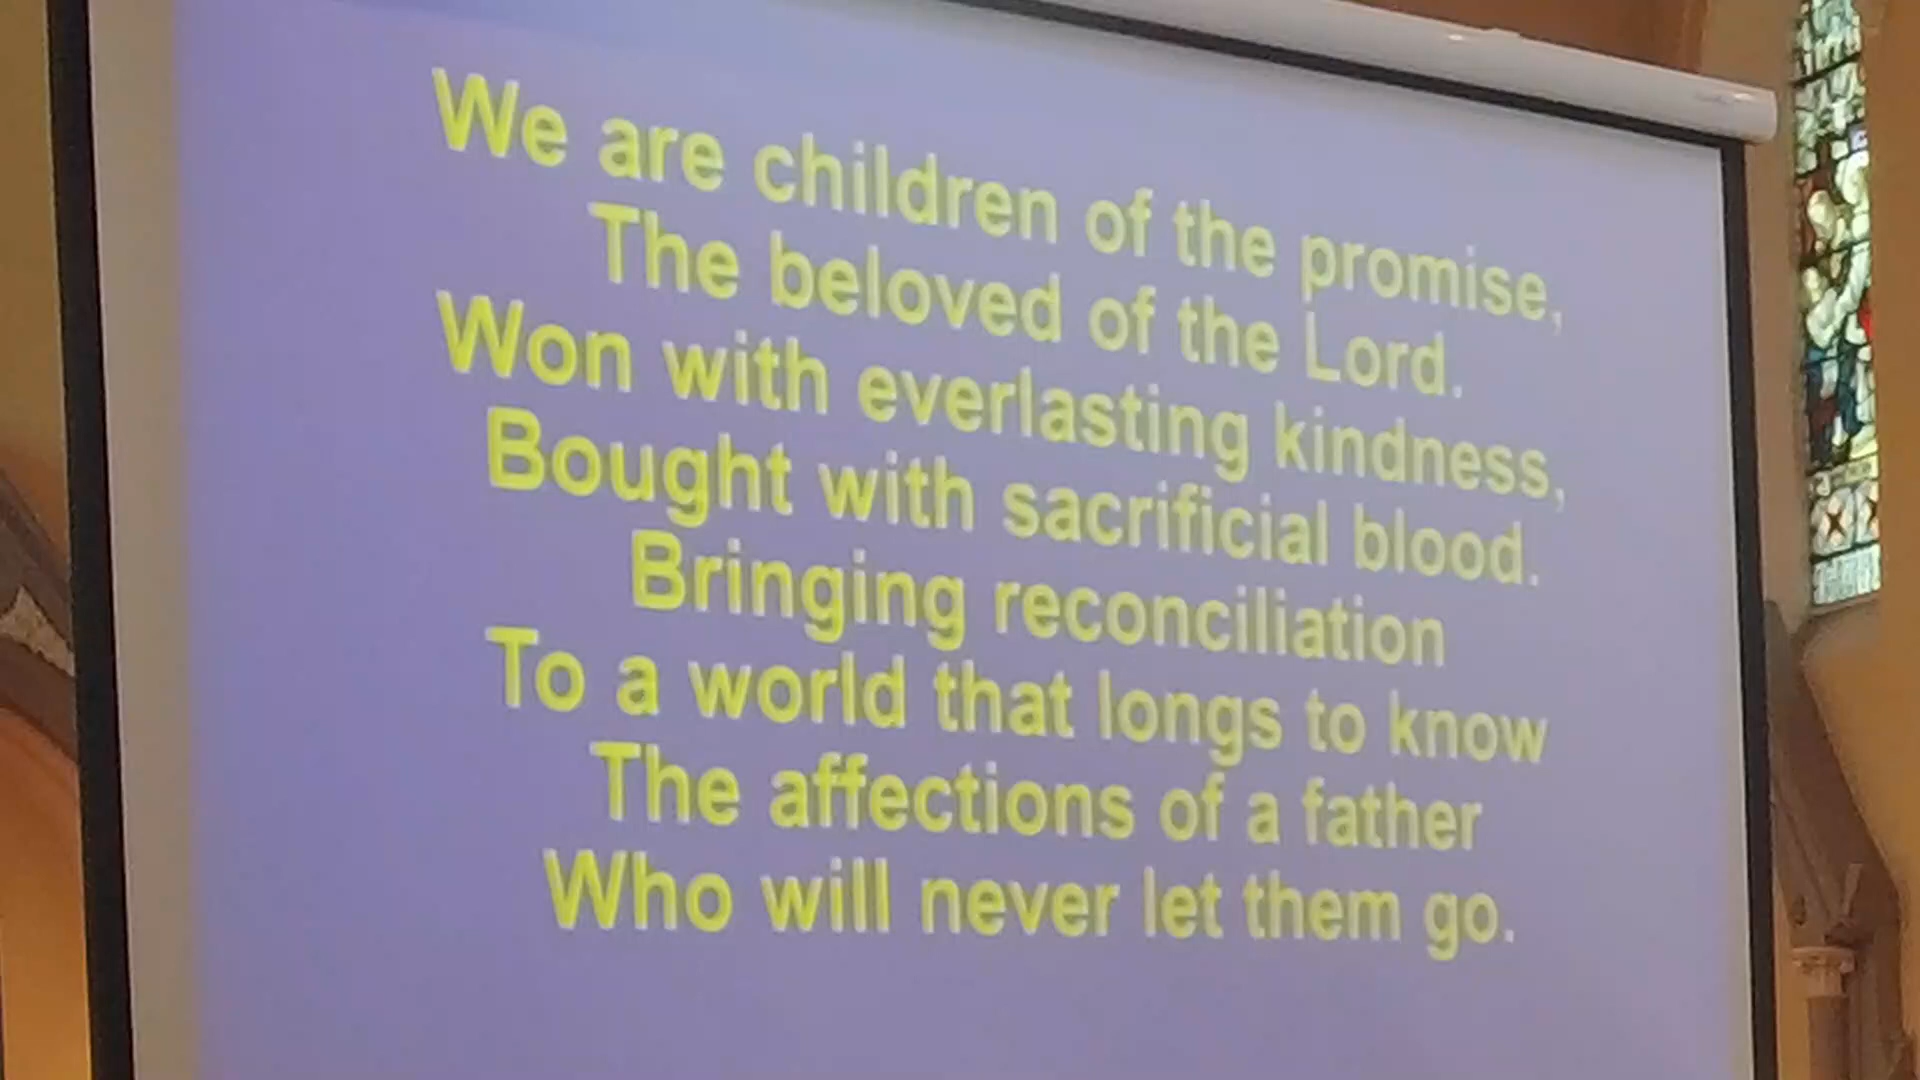 We are children of the promise,
The beloved of the Lord.
Won with everlasting kindness,
Bought with sacrificial blood.
Bringing reconciliation
To a world that longs to know
The affections of a father
Who will never let them go.